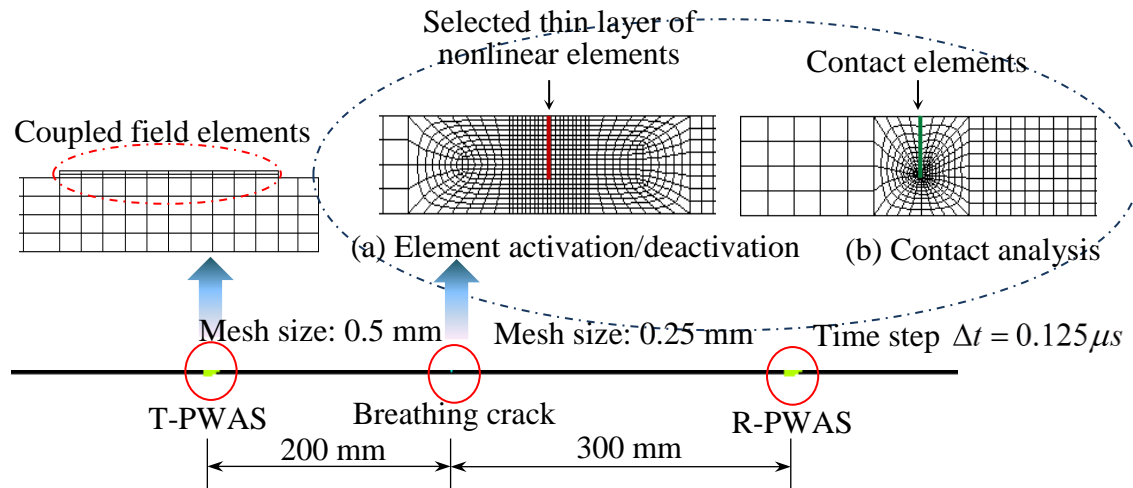 Selected thin layer of
nonlinear elements
Contact elements
Coupled field elements
(a) Element activation/deactivation
(b) Contact analysis
Mesh size: 0.5 mm
Mesh size: 0.25 mm
Time step Δt = 0.125μs
T-PWAS
Breathing crack
R-PWAS
200 mm
300 mm